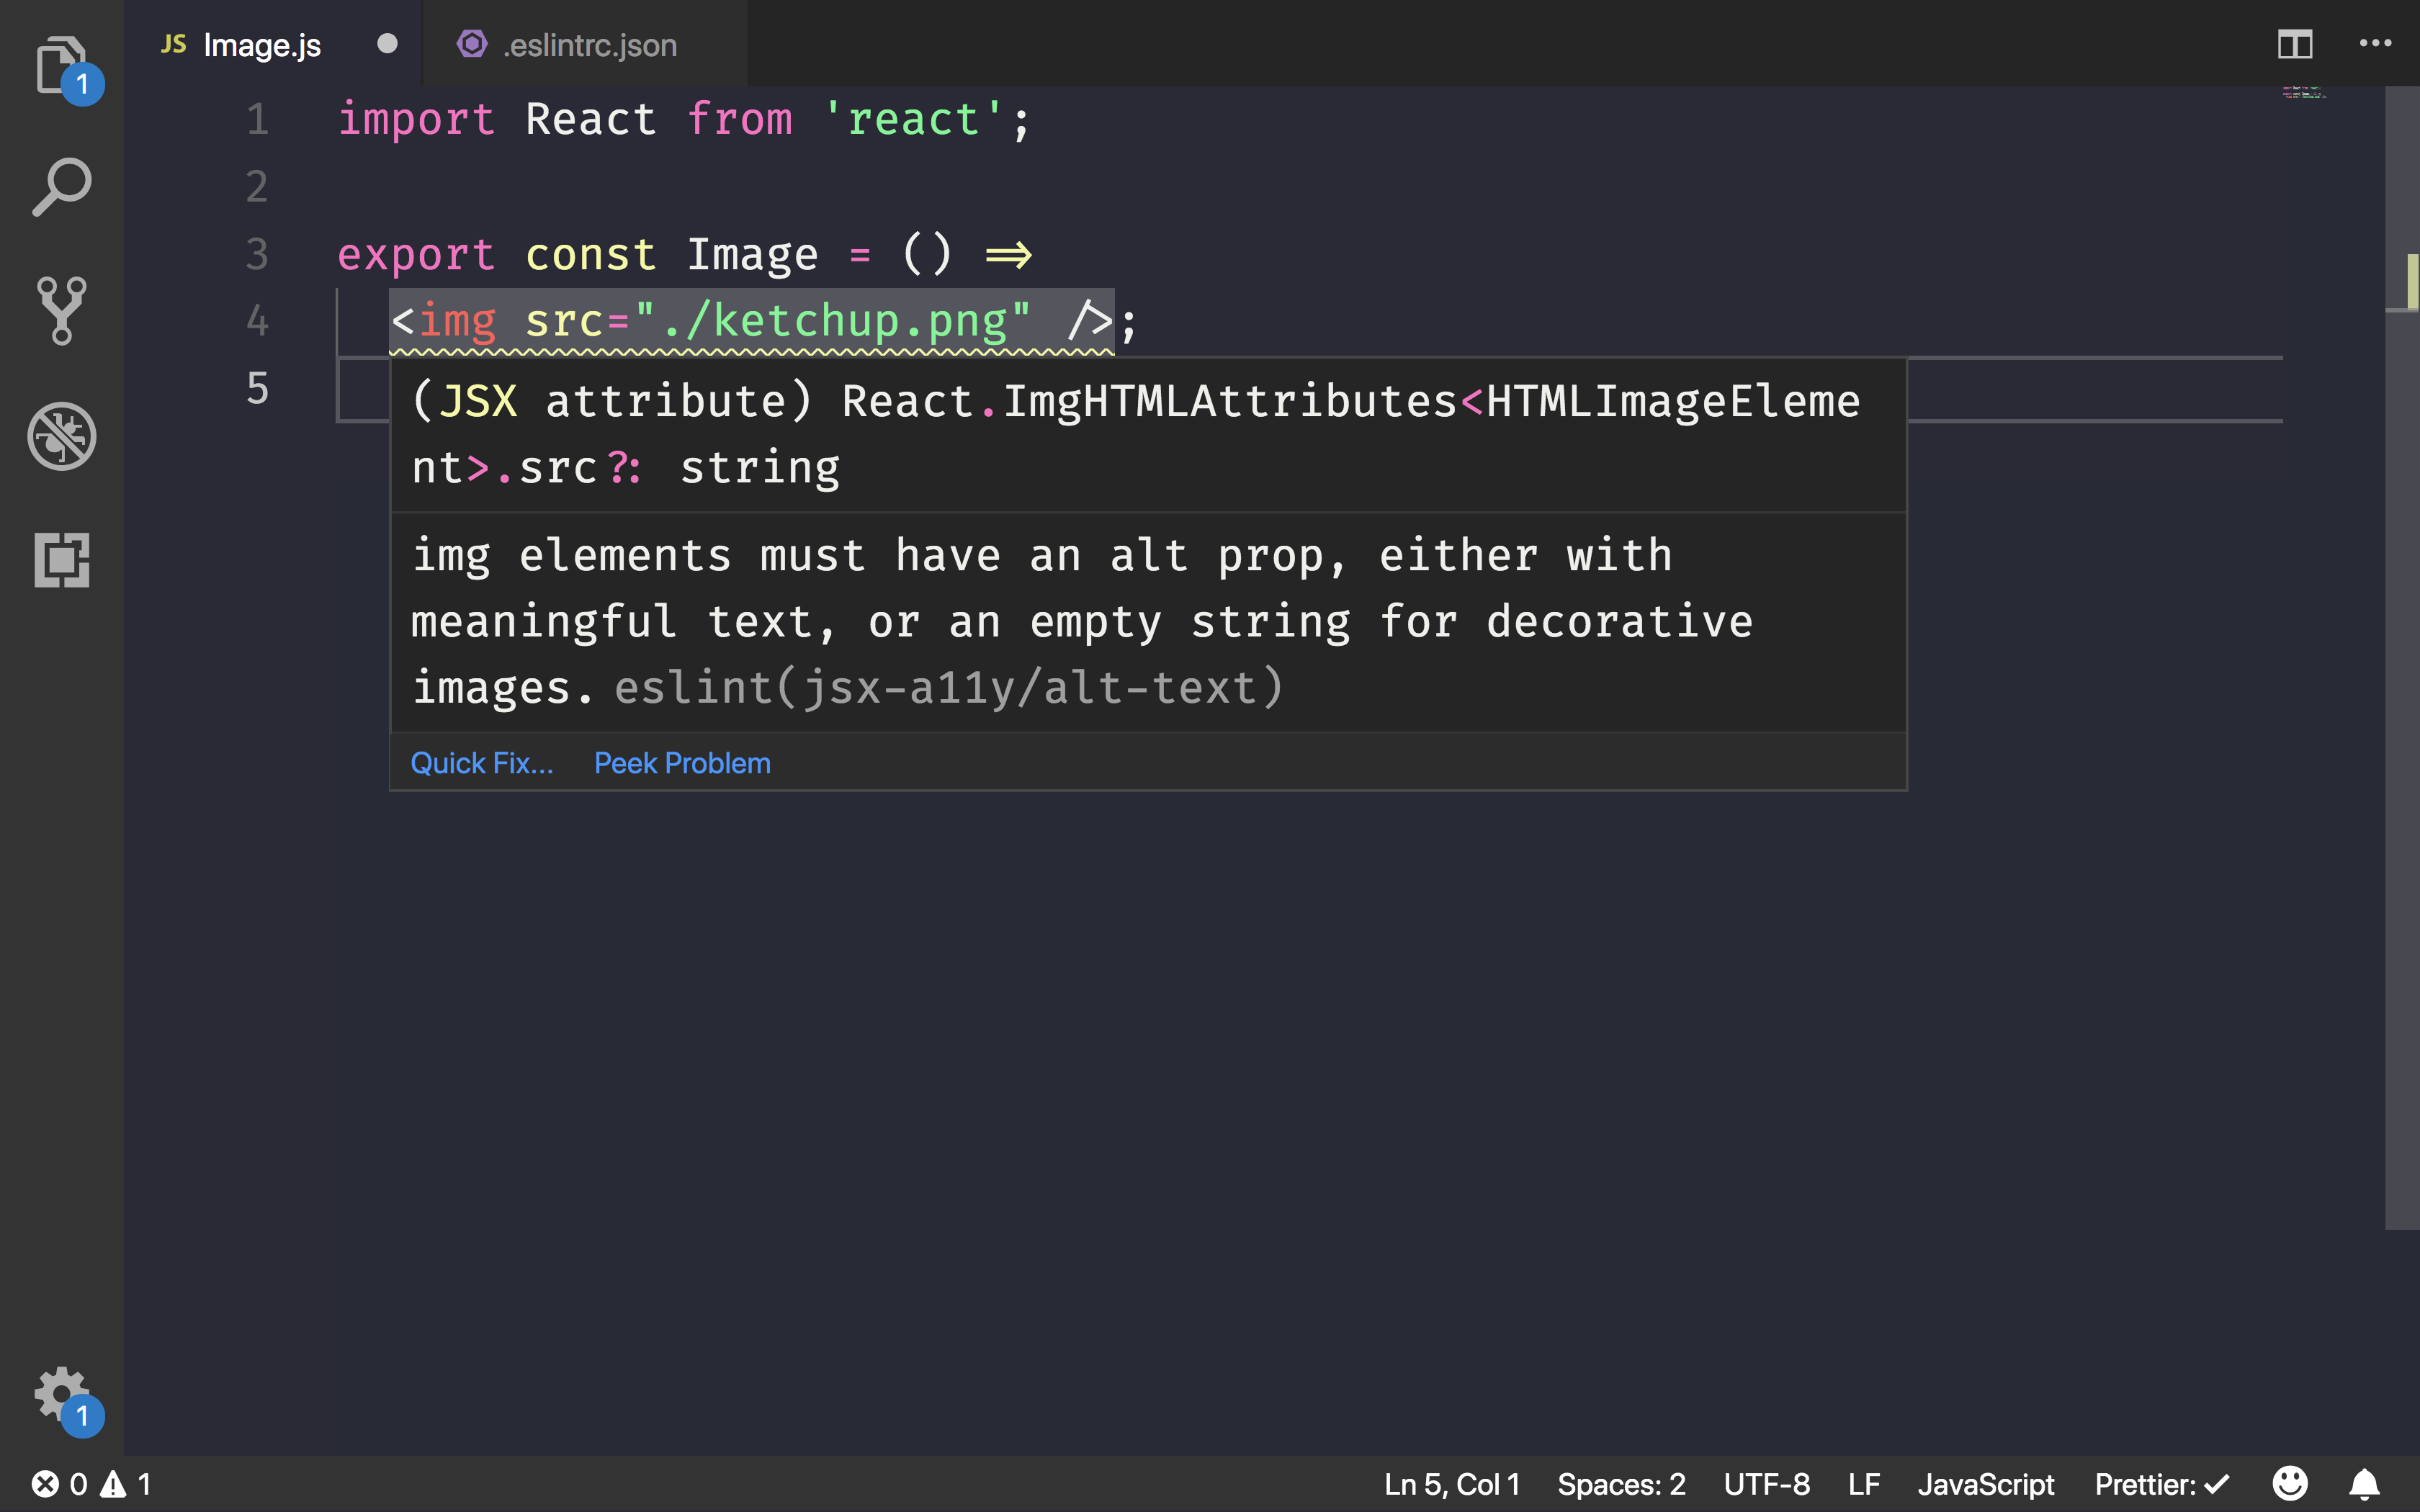 JS Image.js
.eslintrc.json
1
1 import React from 'react';
2
3 export const Image = () =>
4 <img src="./ketchup.png" />;
5
(JSX attribute) React.ImgHTMLAttributes<HTMLImageEleme
nt>.src?: string
img elements must have an alt prop, either with
meaningful text, or an empty string for decorative
images. eslint(jsx-a11y/alt-text)
Quick Fix... Peek Problem
1
0 1 Ln 5, Col 1 Spaces: 2 UTF-8 LF JavaScript Prettier: ✓